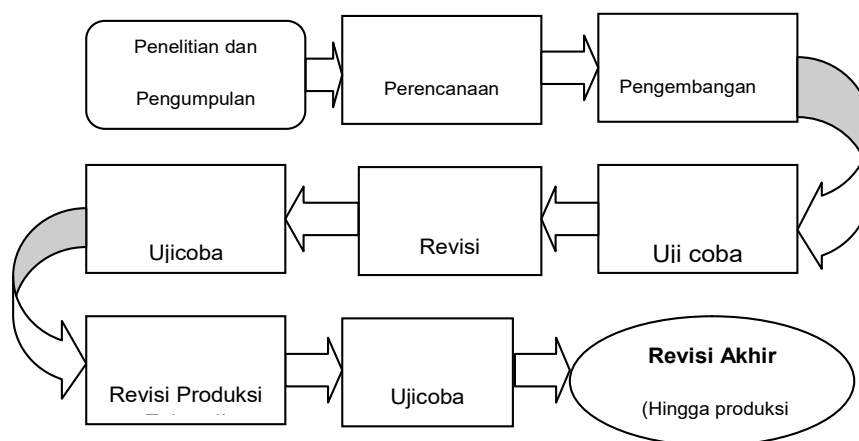 Penelitian dan
Pengumpulan
Perencanaan
Pengembangan
Uji coba
Revisi
Ujicoba
Revisi Produksi
Ujicoba
Revisi Akhir
(Hingga produksi